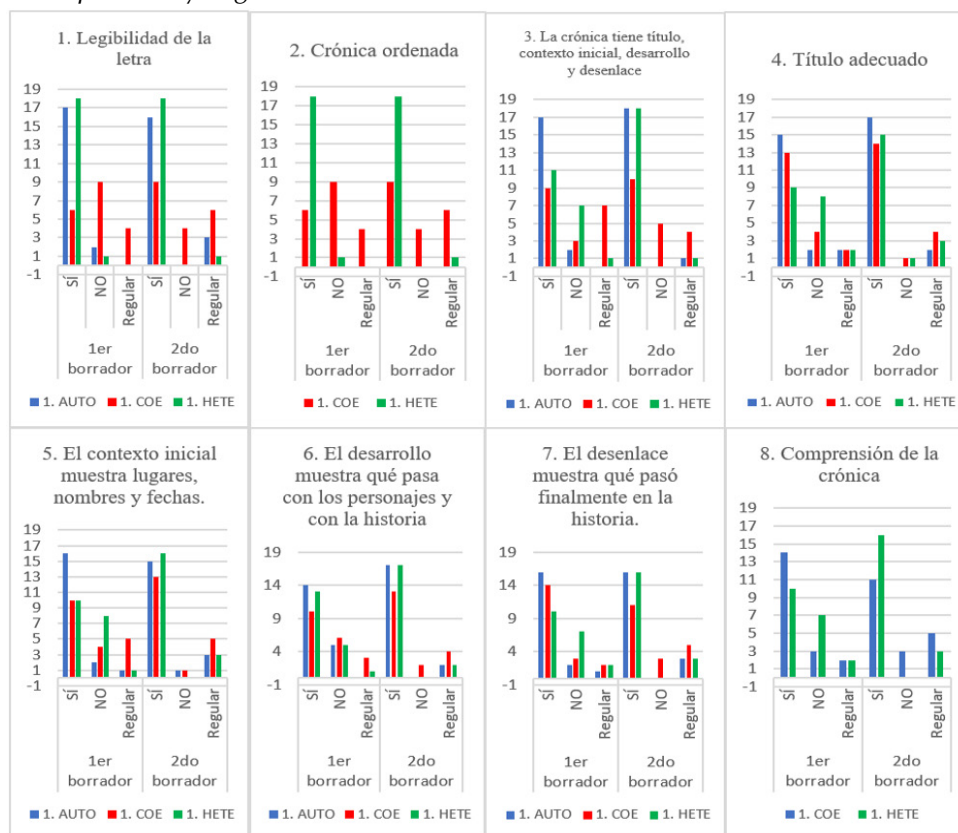 1. Legibilidad de la
letra
19
17
15
13
11
9
7
5
3
1
-1
SÍ
NO
Regular
SÍ
NO
Regular
1er
borrador
2do
borrador
1. AUTO
1. COE
1. HETE
2. Crónica ordenada
19
17
15
13
11
9
7
5
3
1
-1
SÍ
NO
Regular
SÍ
NO
Regular
1er
borrador
2do
borrador
1. COE
1. HETE
3. La crónica tiene título,
contexto inicial, desarrollo
y desenlace
19
17
15
13
11
9
7
5
3
1
-1
SÍ
NO
Regular
SÍ
NO
Regular
1er
borrador
2do
borrador
1. AUTO
1. COE
1. HETE
4. Título adecuado
19
17
15
13
11
9
7
5
3
1
-1
SÍ
NO
Regular
SÍ
NO
Regular
1er
borrador
2do
borrador
1. AUTO
1. COE
1. HETE
5. El contexto inicial
muestra lugares,
nombres y fechas.
19
17
15
13
11
9
7
5
3
1
-1
SÍ
NO
Regular
SÍ
NO
Regular
1er
borrador
2do
borrador
1. AUTO
1. COE
1. HETE
6. El desarrollo
muestra qué pasa
con los personajes y
con la historia
19
14
9
4
-1
SÍ
NO
Regular
SÍ
NO
Regular
1er
borrador
2do
borrador
1. AUTO
1. COE
1. HETE
7. El desenlace
muestra qué pasó
finalmente en la
historia.
19
14
9
4
-1
SÍ
NO
Regular
SÍ
NO
Regular
1er
borrador
2do
borrador
1. AUTO
1. COE
1. HETE
8. Comprensión de la
crónica
19
17
15
13
11
9
7
5
3
1
-1
SÍ
NO
Regular
SÍ
NO
Regular
1er
borrador
2do
borrador
1. COE
1. HETE